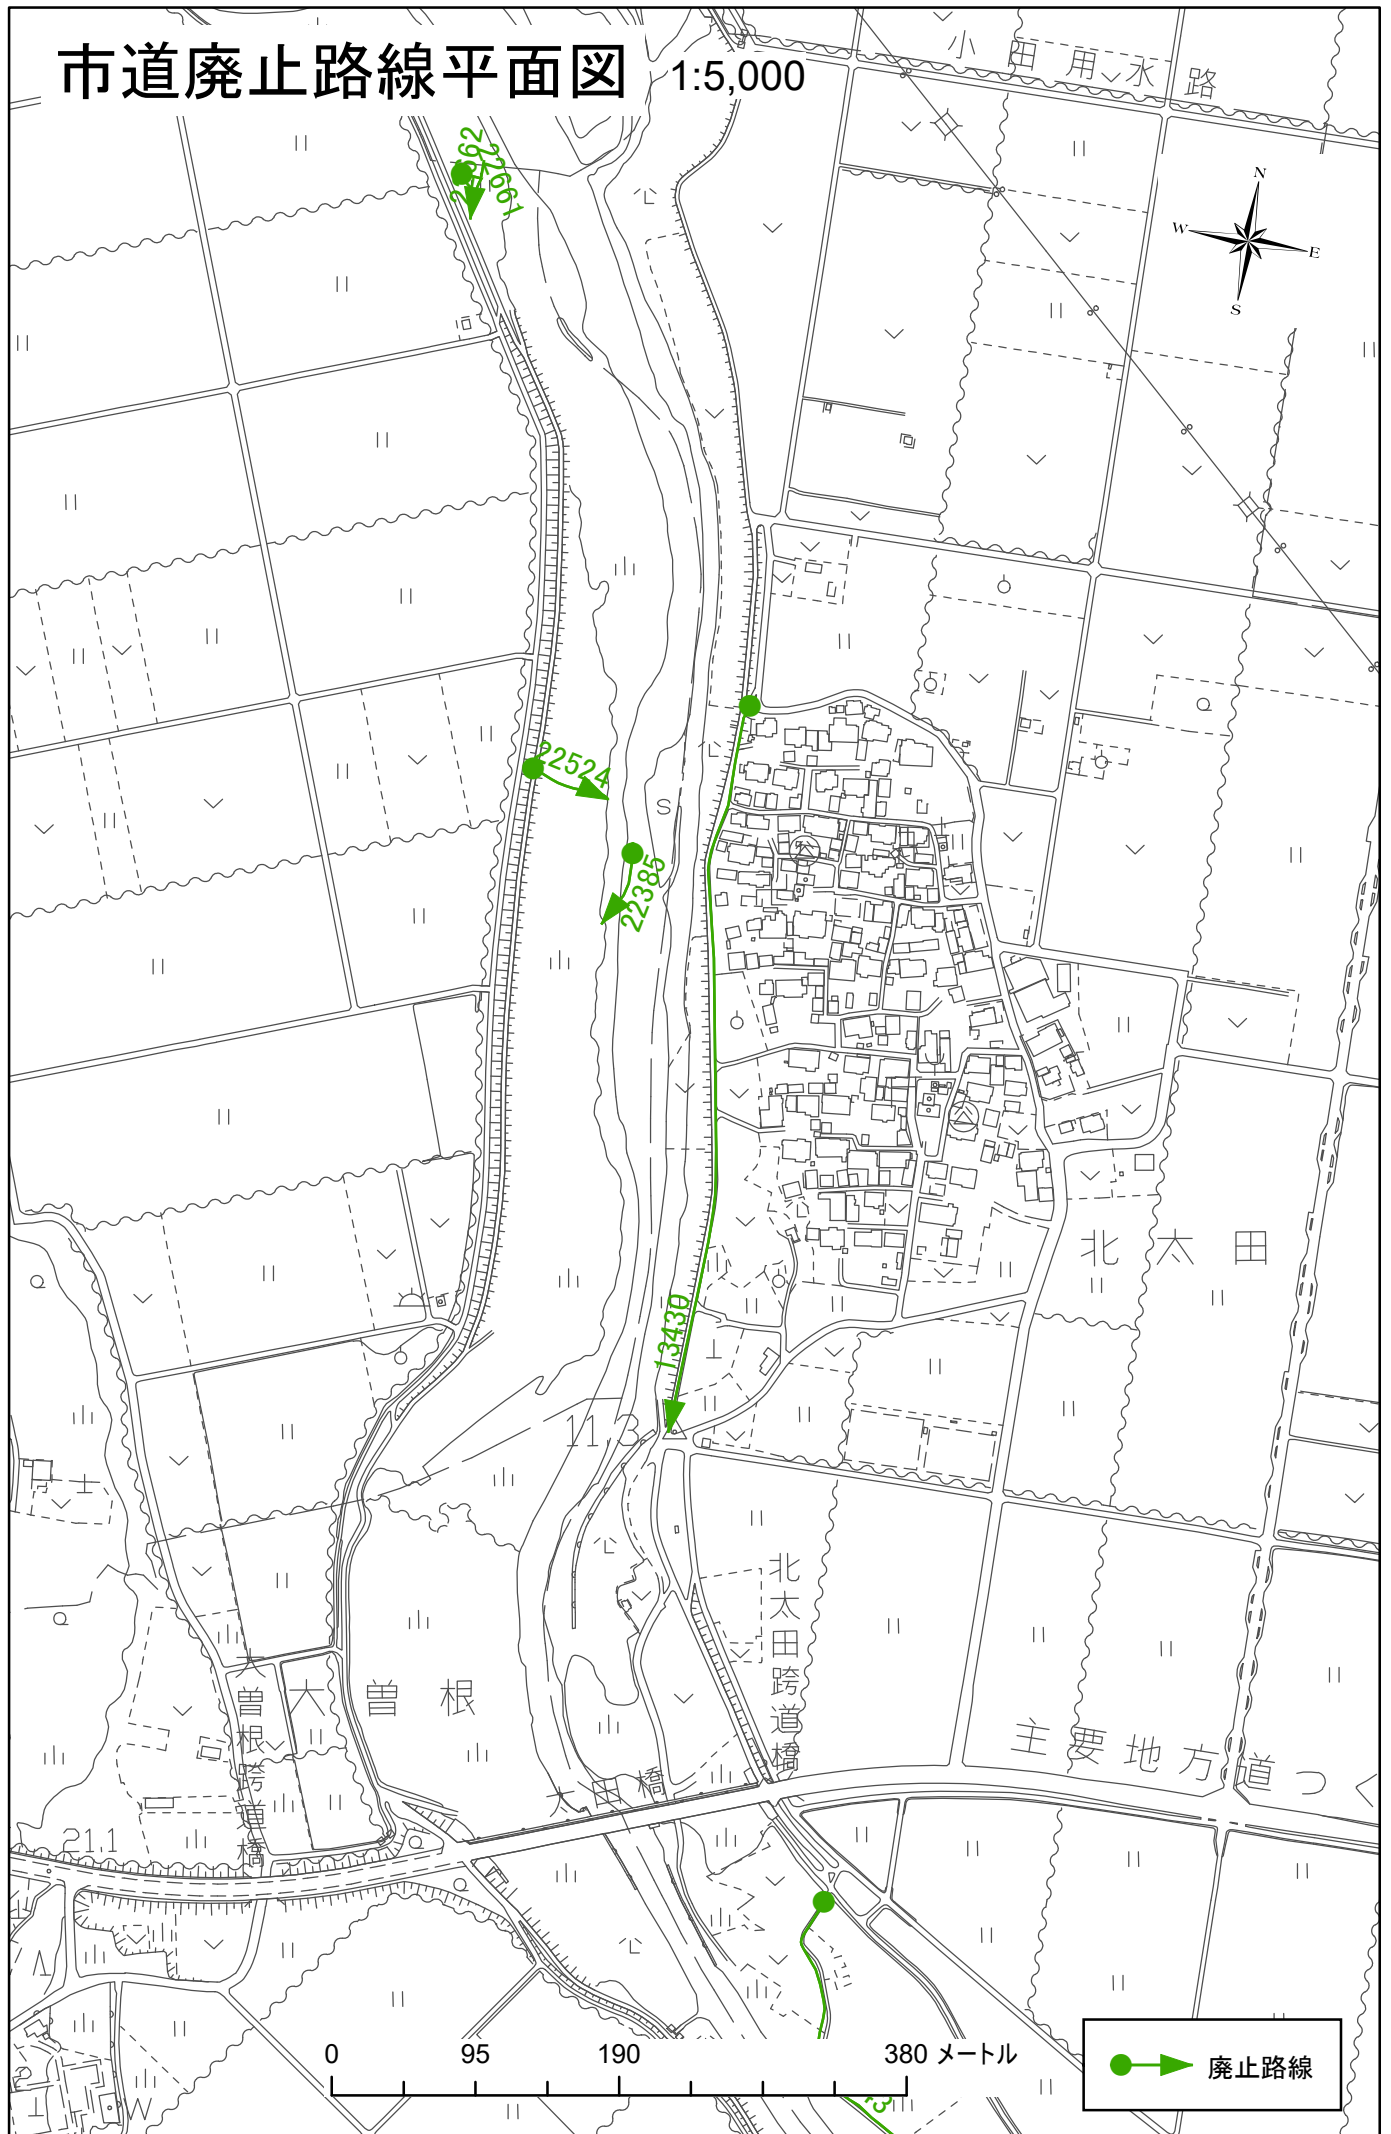 市道廃止路線平面図 1:5,000
小田用水路
N
W
E
S
22661
22524
22385
S
13430
北太田
11.3
北太田跨道橋
大曽根
大曽根跨道橋
主要地方道つく
大田橋
21.1
0 95 190 380 メートル
廃止路線